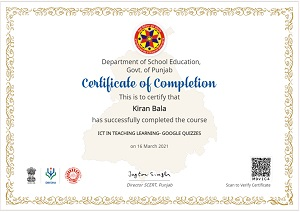 Department of School Education,
Govt. of Punjab
Certificate of Completion
This is to certify that
Kiran Bala
has successfully completed the course
ICT IN TEACHING LEARNING- GOOGLE QUIZZES
on 16 March 2021
Director SCERT, Punjab
Scan to Verify Certificate